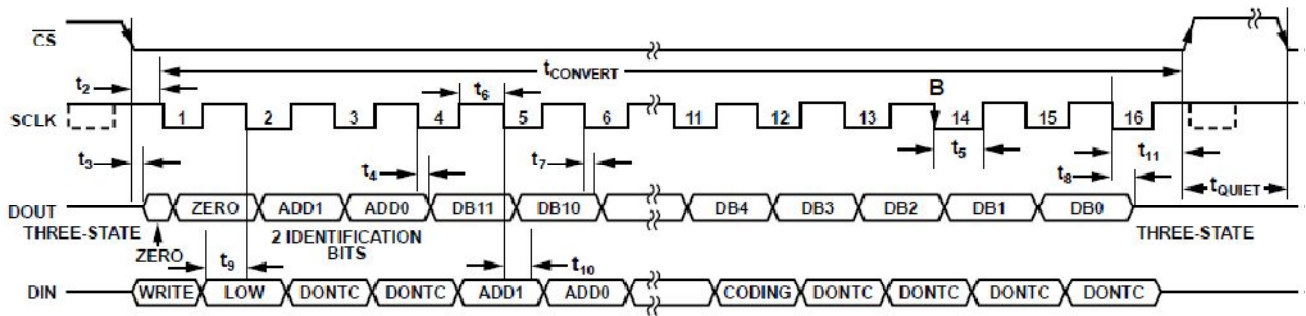 CS
t2
tCONVERT
t6
B
SCLK
1 2 3 4 5 6 11 12 13 14 15 16
t3
t4
t7
t5
t8
t11
tQUIET
DOUT
ZERO ADD1 ADD0 DB11 DB10 DB4 DB3 DB2 DB1 DB0
THREE-STATE
2 IDENTIFICATION
BITS
THREE-STATE
ZERO
t9
t10
DIN
WRITE LOW DONTC DONTC ADD1 ADD0 CODING DONTC DONTC DONTC DONTC